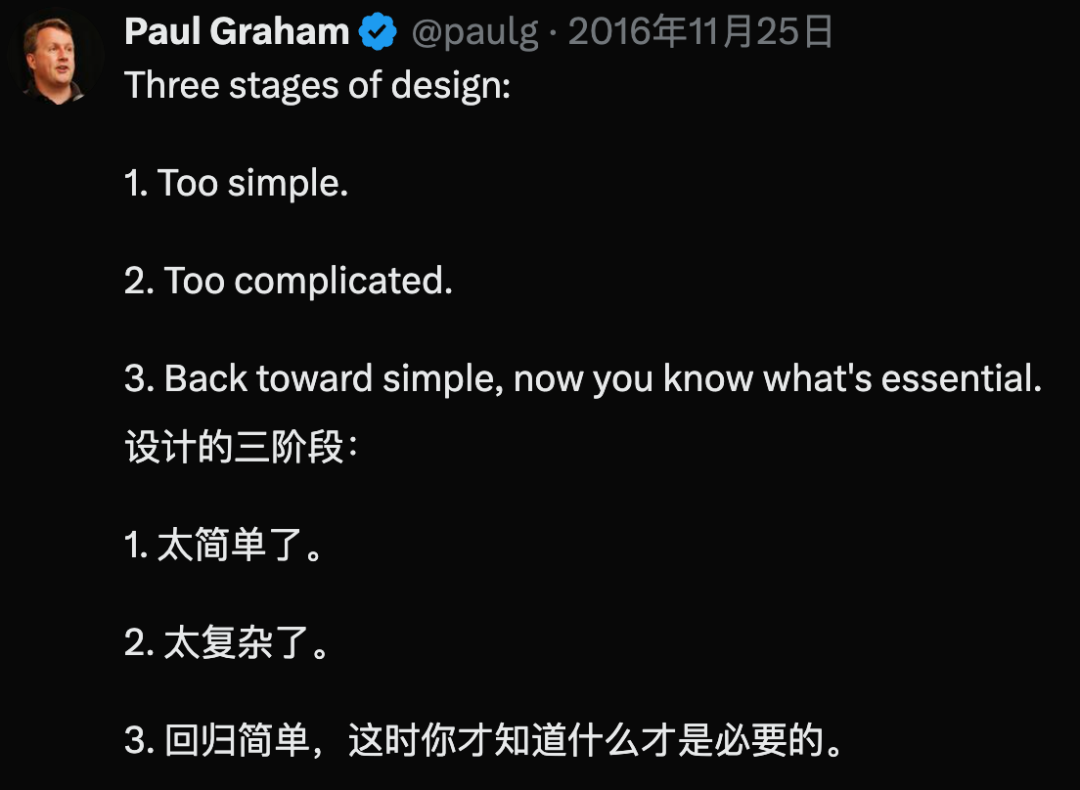 Paul Graham @paulg · 2016年11月25日
Three stages of design:
1. Too simple.
2. Too complicated.
3. Back toward simple, now you know what's essential.
设计的三阶段：
1. 太简单了。
2. 太复杂了。
3. 回归简单，这时你才知道什么才是必要的。